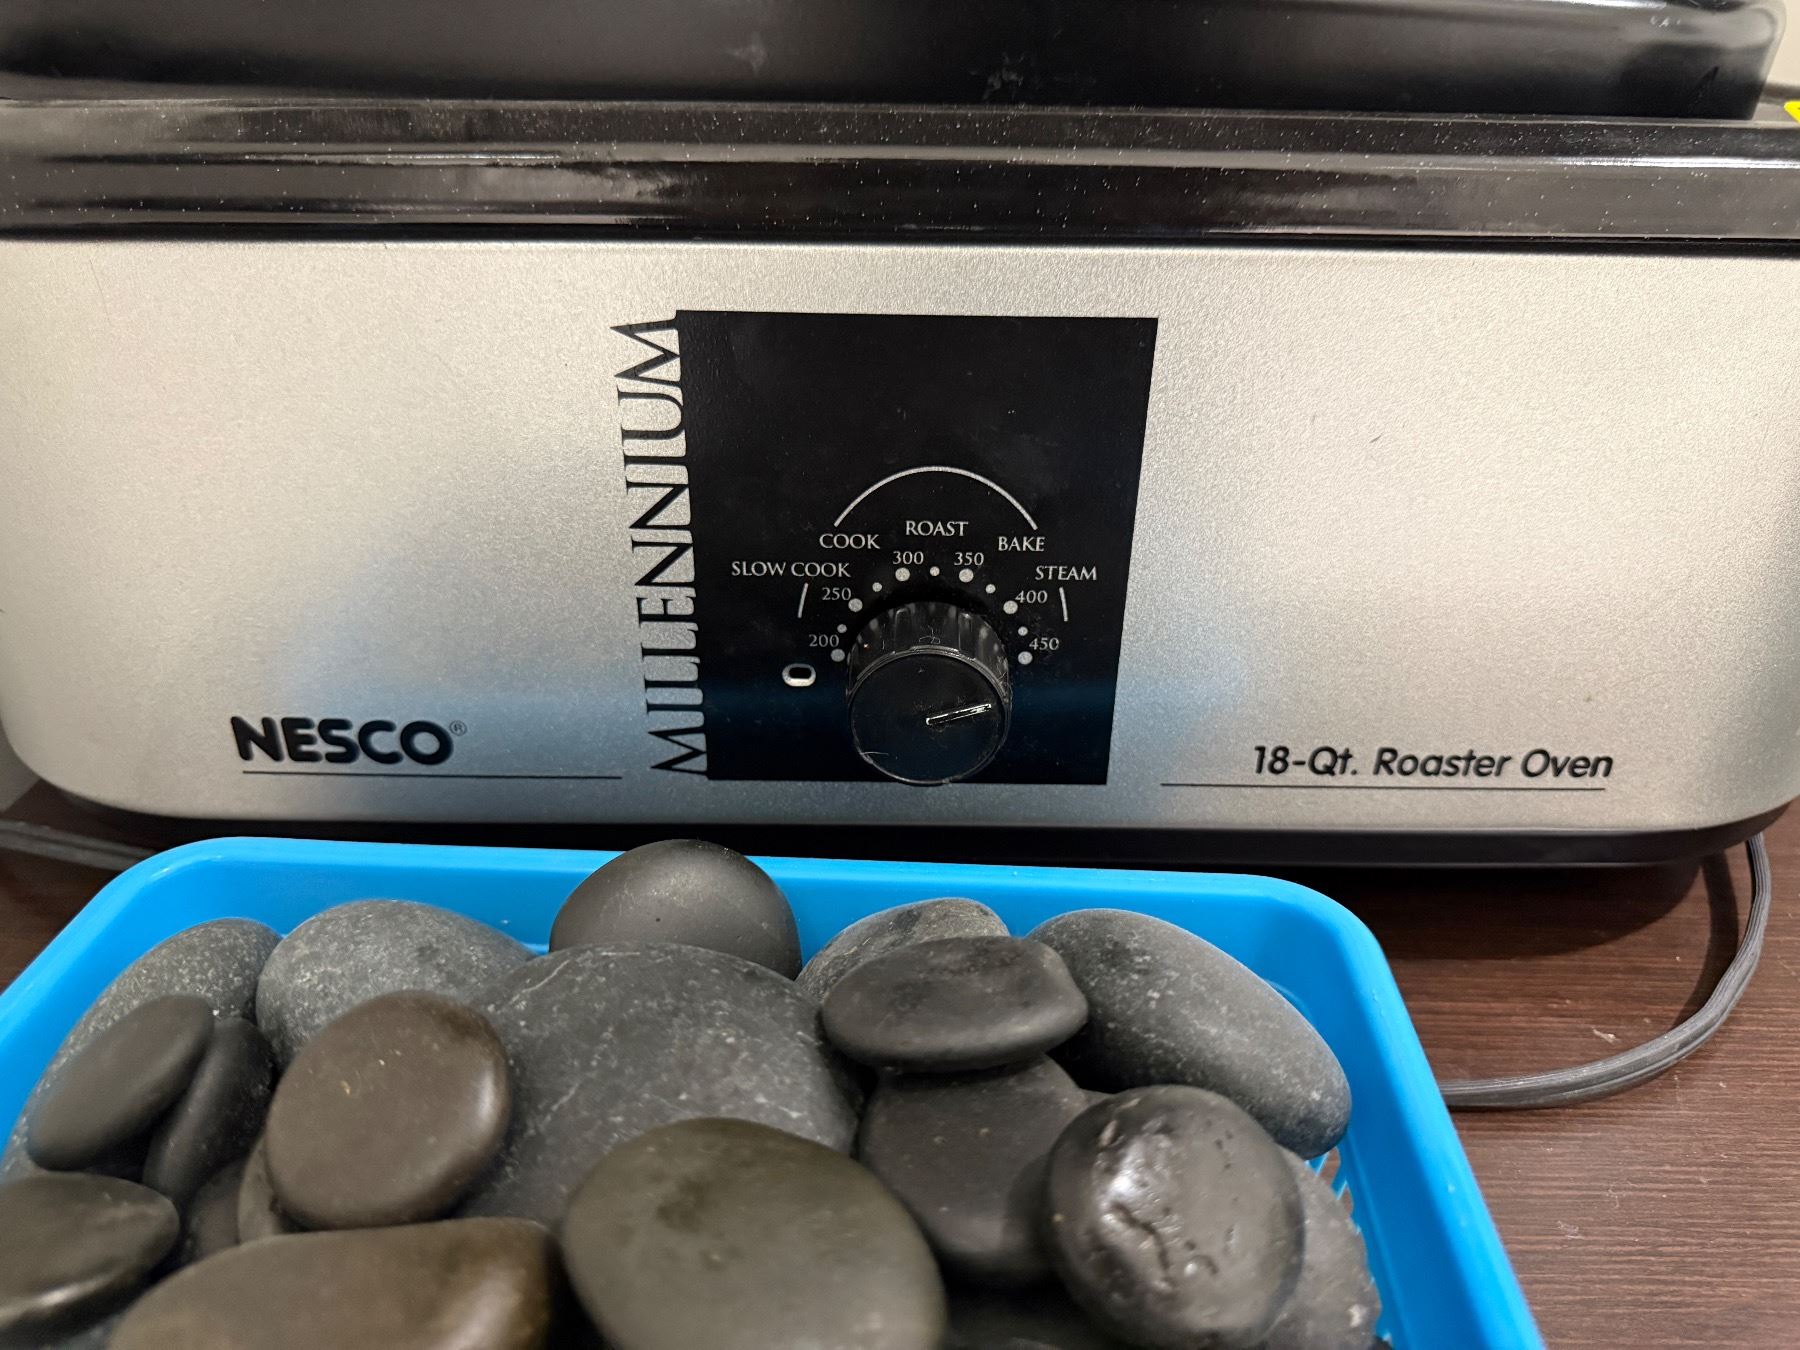 MILLENNIUM
ROAST
COOK BAKE
300 350
SLOW COOK STEAM
250 400
200 450
NESCO®
18-Qt. Roaster Oven